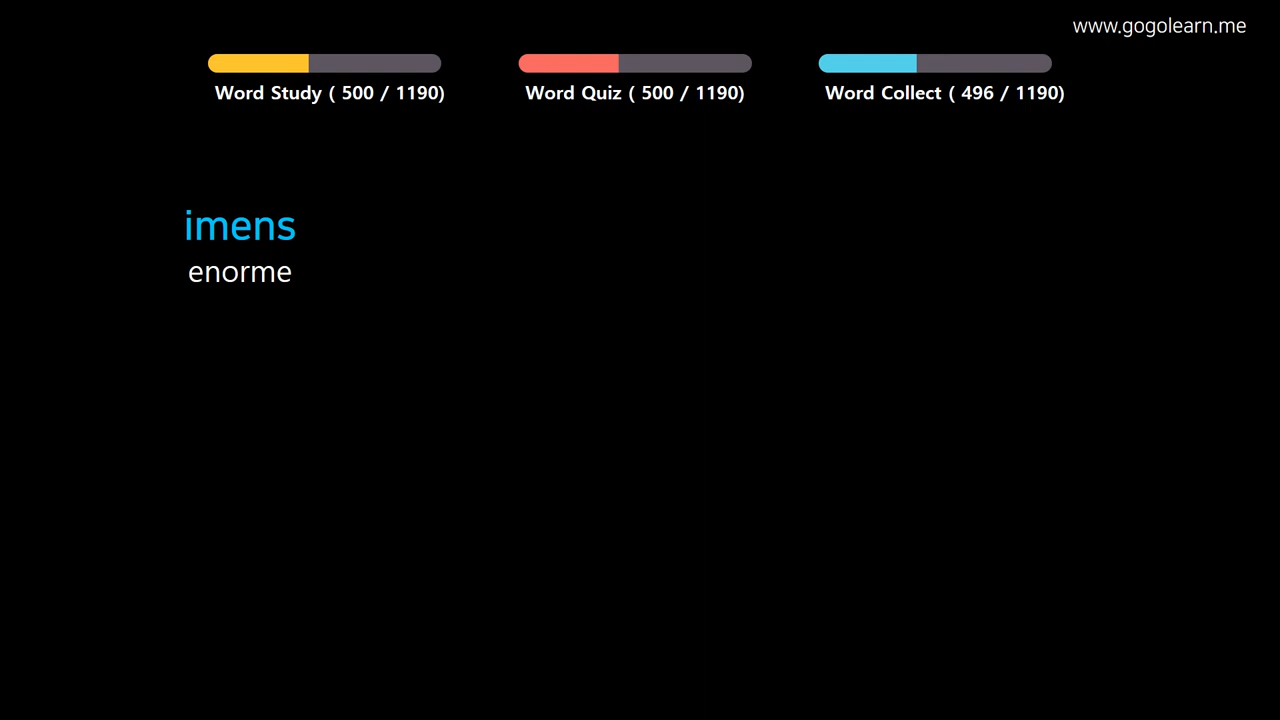 www.gogolearn.me
Word Study ( 500 / 1190)
Word Quiz ( 500 / 1190)
Word Collect ( 496 / 1190)
imens
enorme